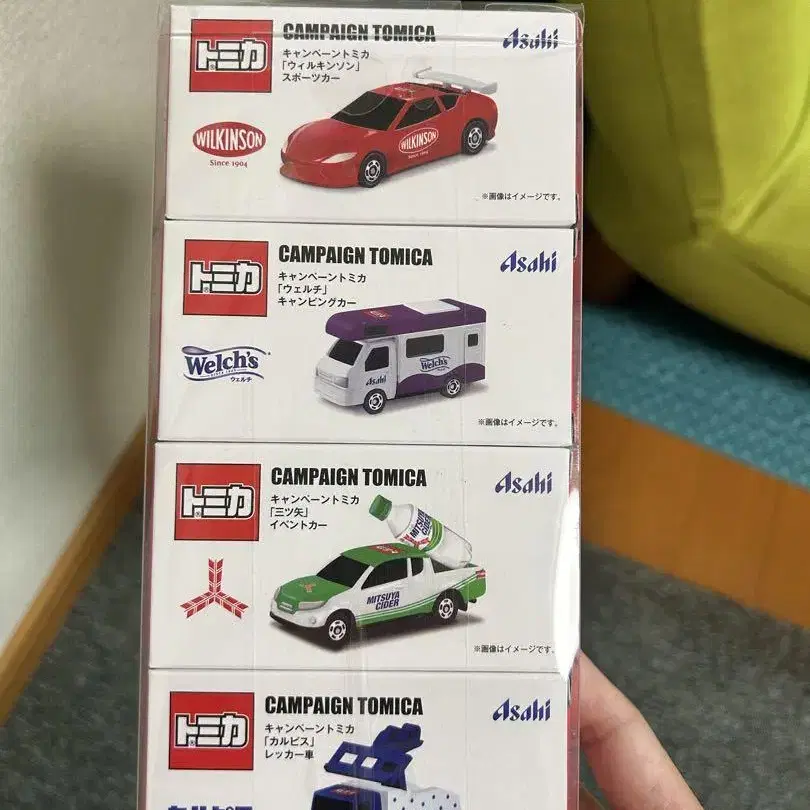 トミカ
CAMPAIGN TOMICA
Asahi
キャンペーントミカ
「ウィルキンソン」
スポーツカー
WILKINSON
Since 1904
WILKINSON
Since 1904
※画像はイメージです。
トミカ
CAMPAIGN TOMICA
Asahi
キャンペーントミカ
「ウェルチ」
キャンピングカー
Welch's
ウェルチ
Welch's
Asahi
※画像はイメージです。
トミカ
CAMPAIGN TOMICA
Asahi
キャンペーントミカ
「三ツ矢」
イベントカー
MITSUYA
CIDER
MITSUYA
CIDER
※画像はイメージです。
トミカ
CAMPAIGN TOMICA
Asahi
キャンペーントミカ
「カルピス」
レッカー車